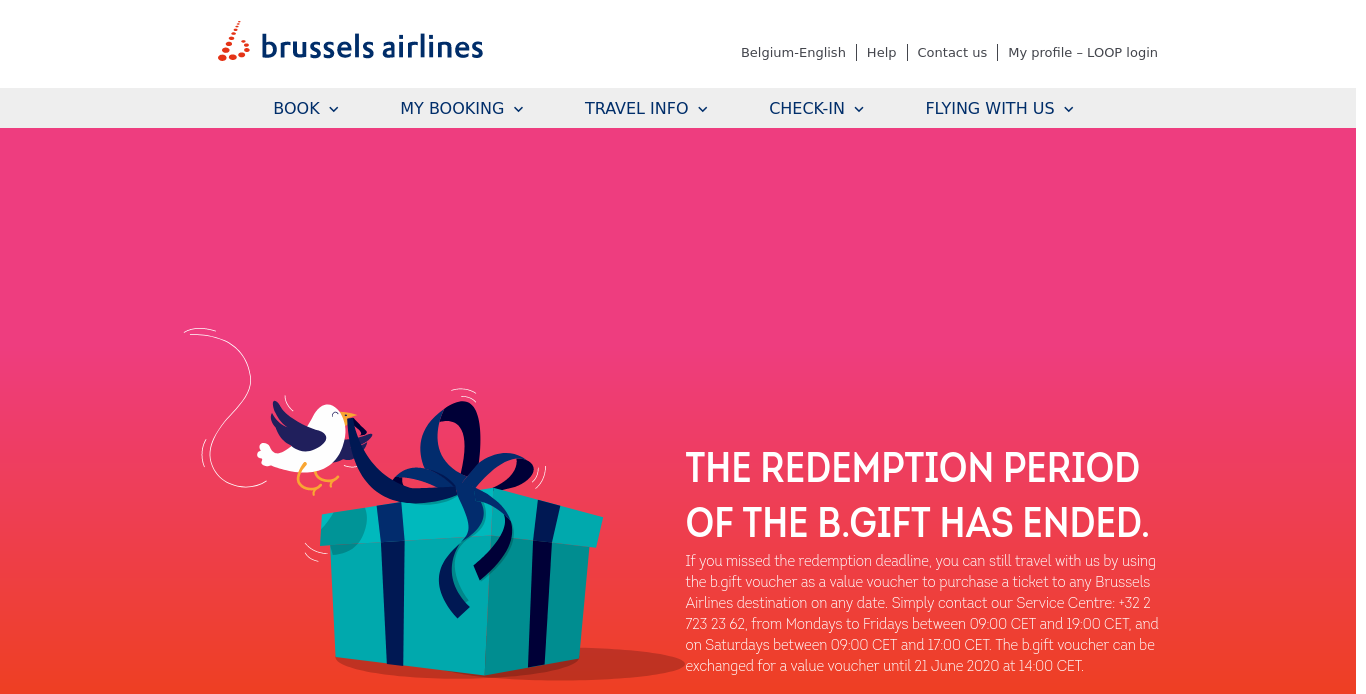 brussels airlines
Belgium-English
Help
Contact us
My profile – LOOP login
BOOK
MY BOOKING
TRAVEL INFO
CHECK-IN
FLYING WITH US
THE REDEMPTION PERIOD
OF THE B.GIFT HAS ENDED.
If you missed the redemption deadline, you can still travel with us by using
the b.gift voucher as a value voucher to purchase a ticket to any Brussels
Airlines destination on any date. Simply contact our Service Centre: +32 2
723 23 62, from Mondays to Fridays between 09:00 CET and 19:00 CET, and
on Saturdays between 09:00 CET and 17:00 CET. The b.gift voucher can be
exchanged for a value voucher until 21 June 2020 at 14:00 CET.